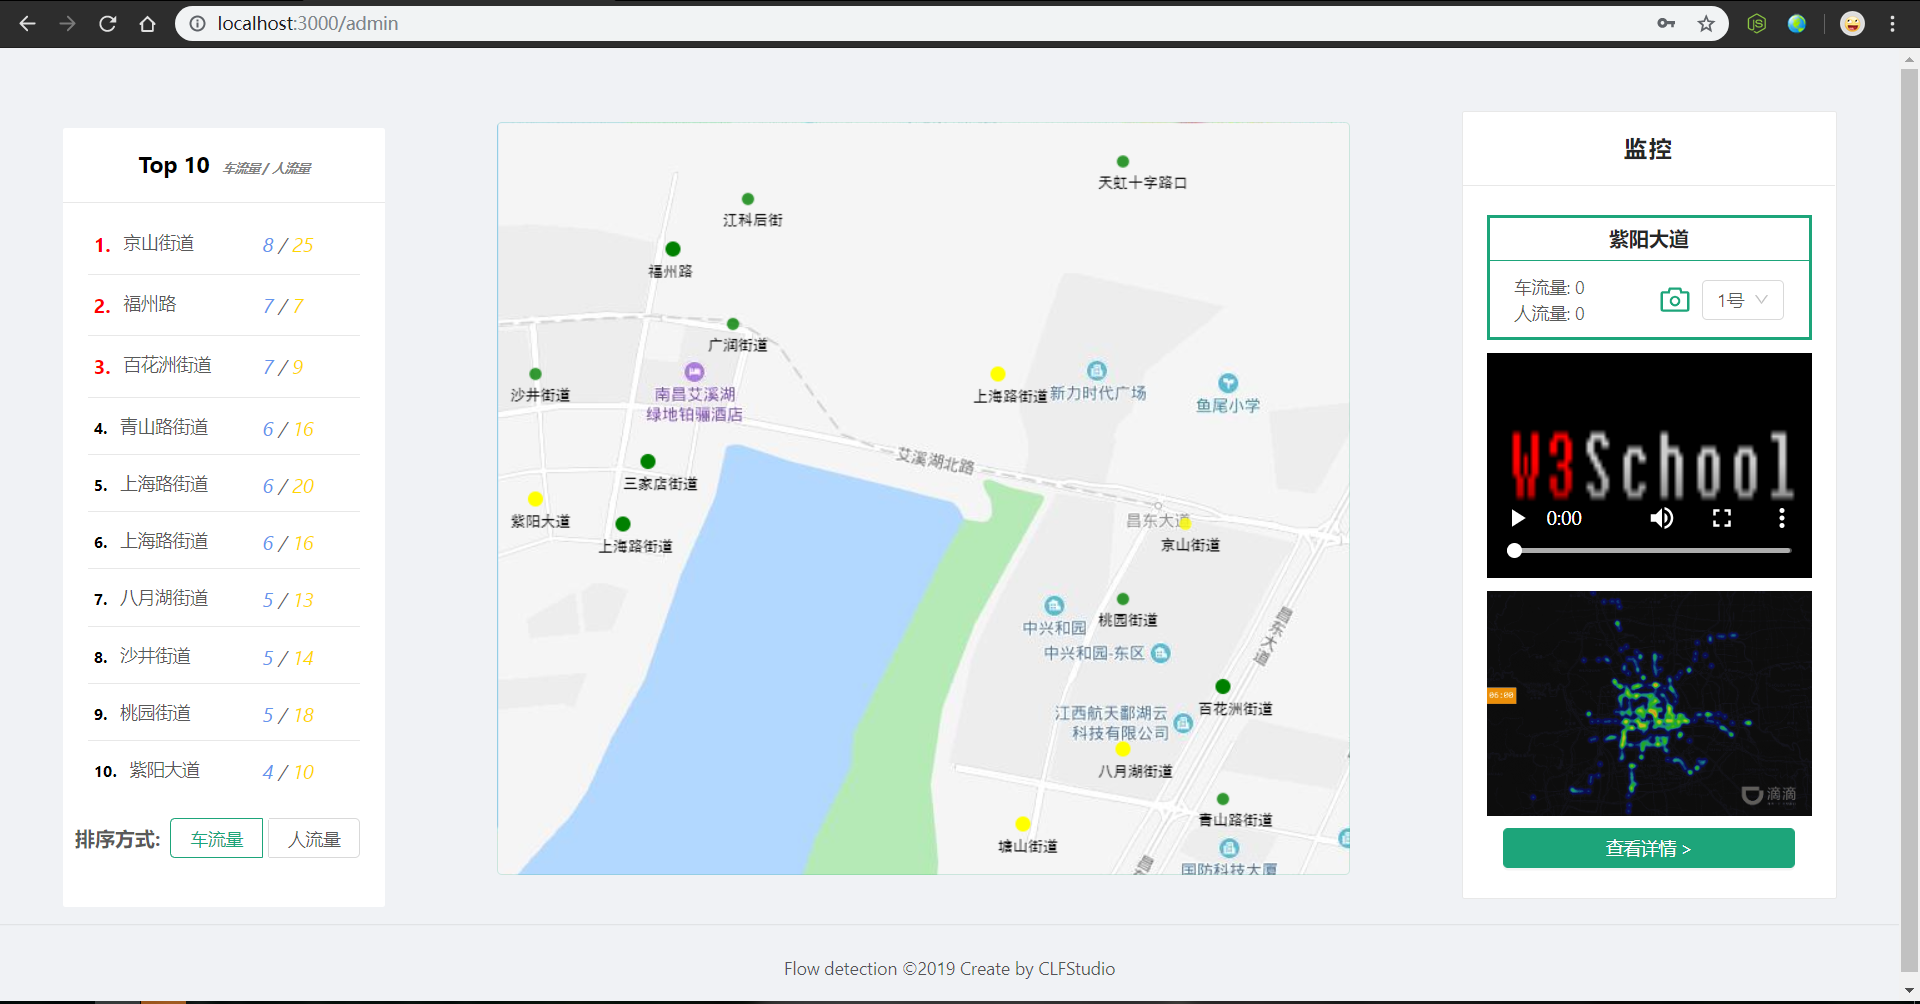 localhost:3000/admin
Top 10 车流量 / 人流量
1. 京山街道 8 / 25
2. 福州路 7 / 7
3. 百花洲街道 7 / 9
4. 青山路街道 6 / 16
5. 上海路街道 6 / 20
6. 上海路街道 6 / 16
7. 八月湖街道 5 / 13
8. 沙井街道 5 / 14
9. 桃园街道 5 / 18
10. 紫阳大道 4 / 10
排序方式: 车流量 人流量
天虹十字路口
江科后街
福州路
广润街道
沙井街道
南昌艾溪湖
绿地铂骊酒店
上海路街道
新力时代广场
鱼尾小学
艾溪湖北路
三家店街道
紫阳大道
上海路街道
昌东大道
京山街道
中兴和园
桃园街道
中兴和园-东区
昌东大道
百花洲街道
江西航天鄱湖云
科技有限公司
八月湖街道
青山路街道
塘山街道
昌东
国防科技大厦
监控
紫阳大道
车流量: 0
人流量: 0
1号
W3School
0:00
06:00
滴滴
查看详情 >
Flow detection ©2019 Create by CLFStudio